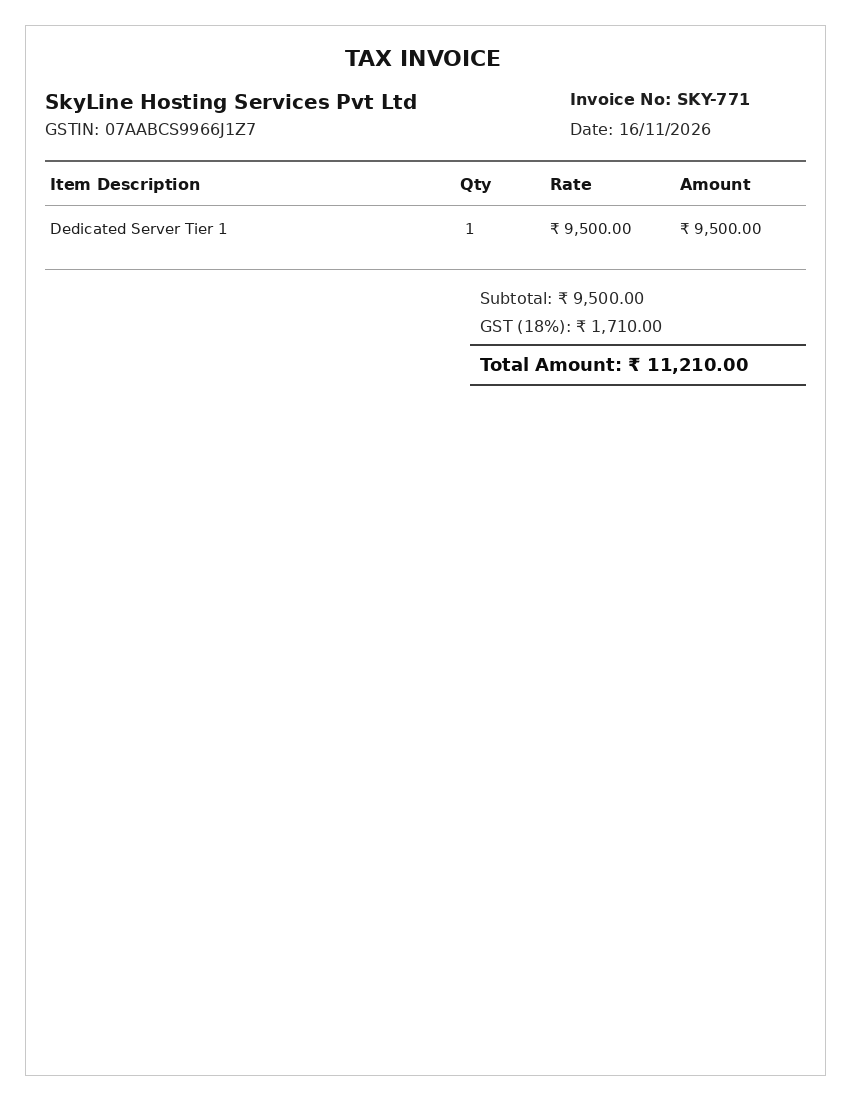 TAX INVOICE
SkyLine Hosting Services Pvt Ltd
Invoice No: SKY-771
GSTIN: 07AABCS9966J1Z7
Date: 16/11/2026
Item Description Qty Rate Amount
Dedicated Server Tier 1 1 ₹ 9,500.00 ₹ 9,500.00
Subtotal: ₹ 9,500.00
GST (18%): ₹ 1,710.00
Total Amount: ₹ 11,210.00